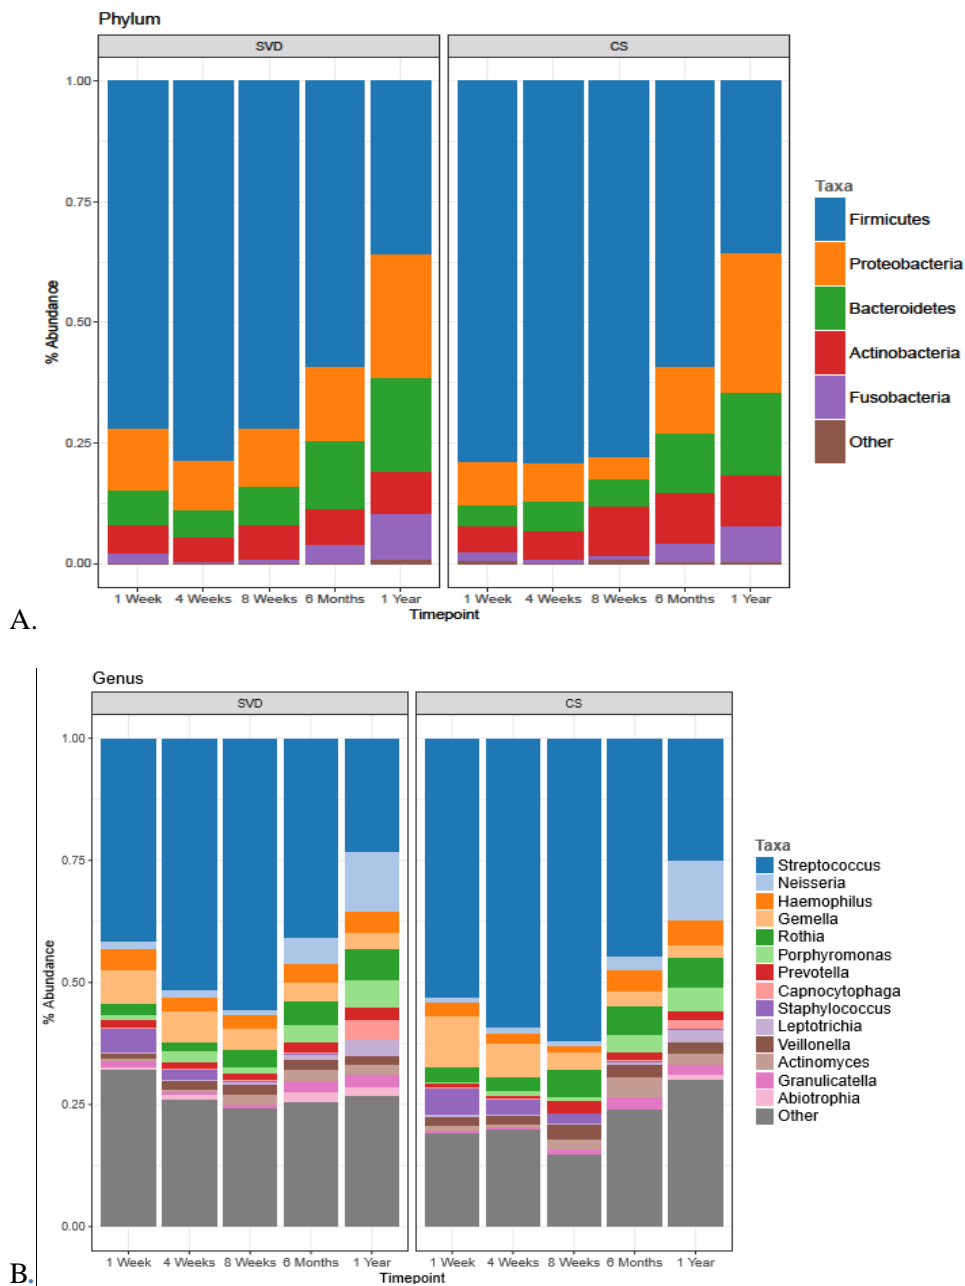 Phylum
SVD
CS
1.00
0.75
0.50
0.25
0.00
% Abundance
1 Week 4 Weeks 8 Weeks 6 Months 1 Year
1 Week 4 Weeks 8 Weeks 6 Months 1 Year
Timepoint
Taxa
Firmicutes
Proteobacteria
Bacteroidetes
Actinobacteria
Fusobacteria
Other
A.
Genus
SVD
CS
1.00
0.75
0.50
0.25
0.00
% Abundance
1 Week 4 Weeks 8 Weeks 6 Months 1 Year
1 Week 4 Weeks 8 Weeks 6 Months 1 Year
Timepoint
Taxa
Streptococcus
Neisseria
Haemophilus
Gemella
Rothia
Porphyromonas
Prevotella
Capnocytophaga
Staphylococcus
Leptotrichia
Veillonella
Actinomyces
Granulicatella
Abiotrophia
Other
B.